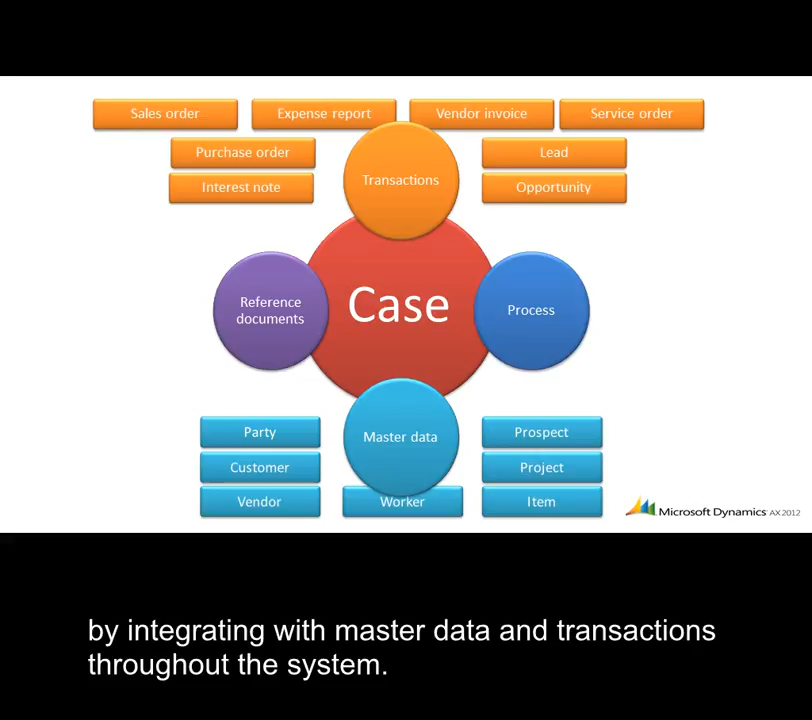 Sales order
Expense report
Vendor invoice
Service order
Purchase order
Transactions
Lead
Interest note
Opportunity
Reference
documents
Case
Process
Party
Master data
Prospect
Customer
Project
Vendor
Worker
Item
Microsoft Dynamics AX 2012
by integrating with master data and transactions
throughout the system.